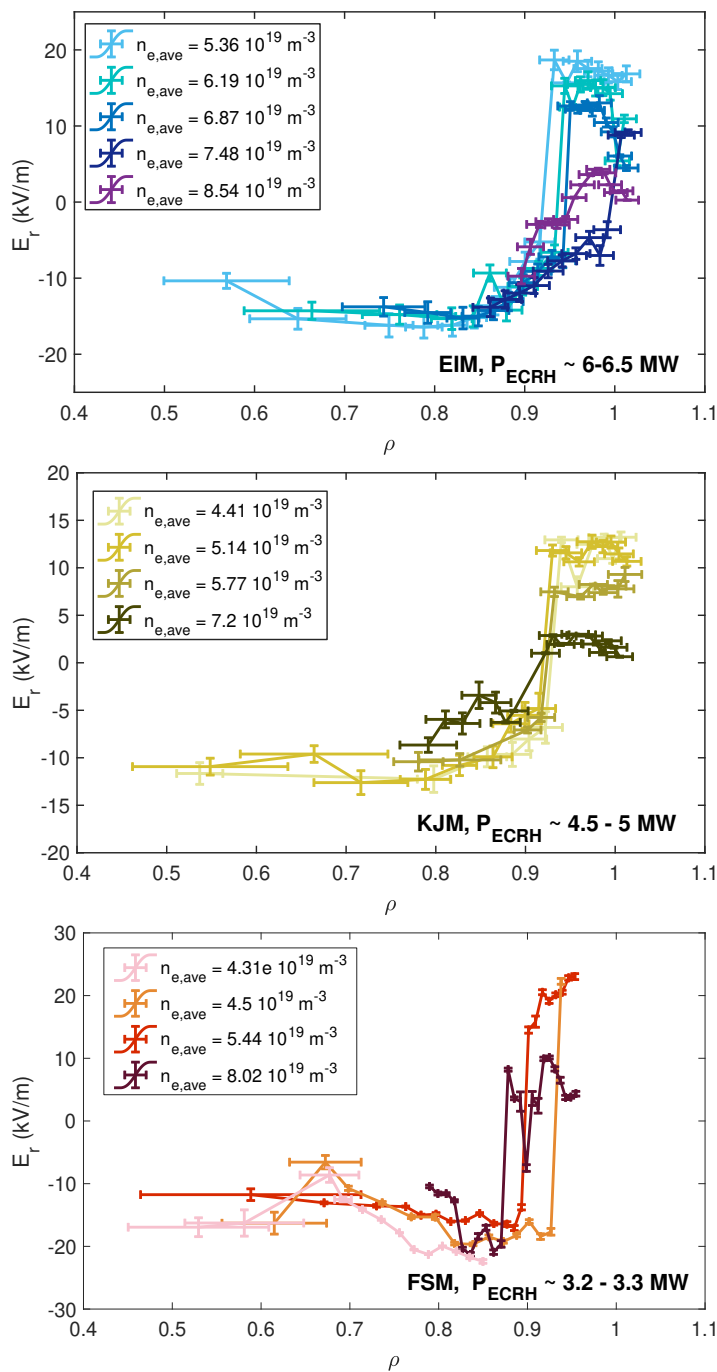 20
10
0
-10
-20
E_r (kV/m)
n_e,ave = 5.36 10^19 m^-3
n_e,ave = 6.19 10^19 m^-3
n_e,ave = 6.87 10^19 m^-3
n_e,ave = 7.48 10^19 m^-3
n_e,ave = 8.54 10^19 m^-3
EIM, P_ECRH ~ 6-6.5 MW
0.4 0.5 0.6 0.7 0.8 0.9 1 1.1
ρ
20
15
10
5
0
-5
-10
-15
-20
E_r (kV/m)
n_e,ave = 4.41 10^19 m^-3
n_e,ave = 5.14 10^19 m^-3
n_e,ave = 5.77 10^19 m^-3
n_e,ave = 7.2 10^19 m^-3
KJM, P_ECRH ~ 4.5 - 5 MW
0.4 0.5 0.6 0.7 0.8 0.9 1 1.1
ρ
30
20
10
0
-10
-20
-30
E_r (kV/m)
n_e,ave = 4.31e 10^19 m^-3
n_e,ave = 4.5 10^19 m^-3
n_e,ave = 5.44 10^19 m^-3
n_e,ave = 8.02 10^19 m^-3
FSM, P_ECRH ~ 3.2 - 3.3 MW
0.4 0.5 0.6 0.7 0.8 0.9 1 1.1
ρ